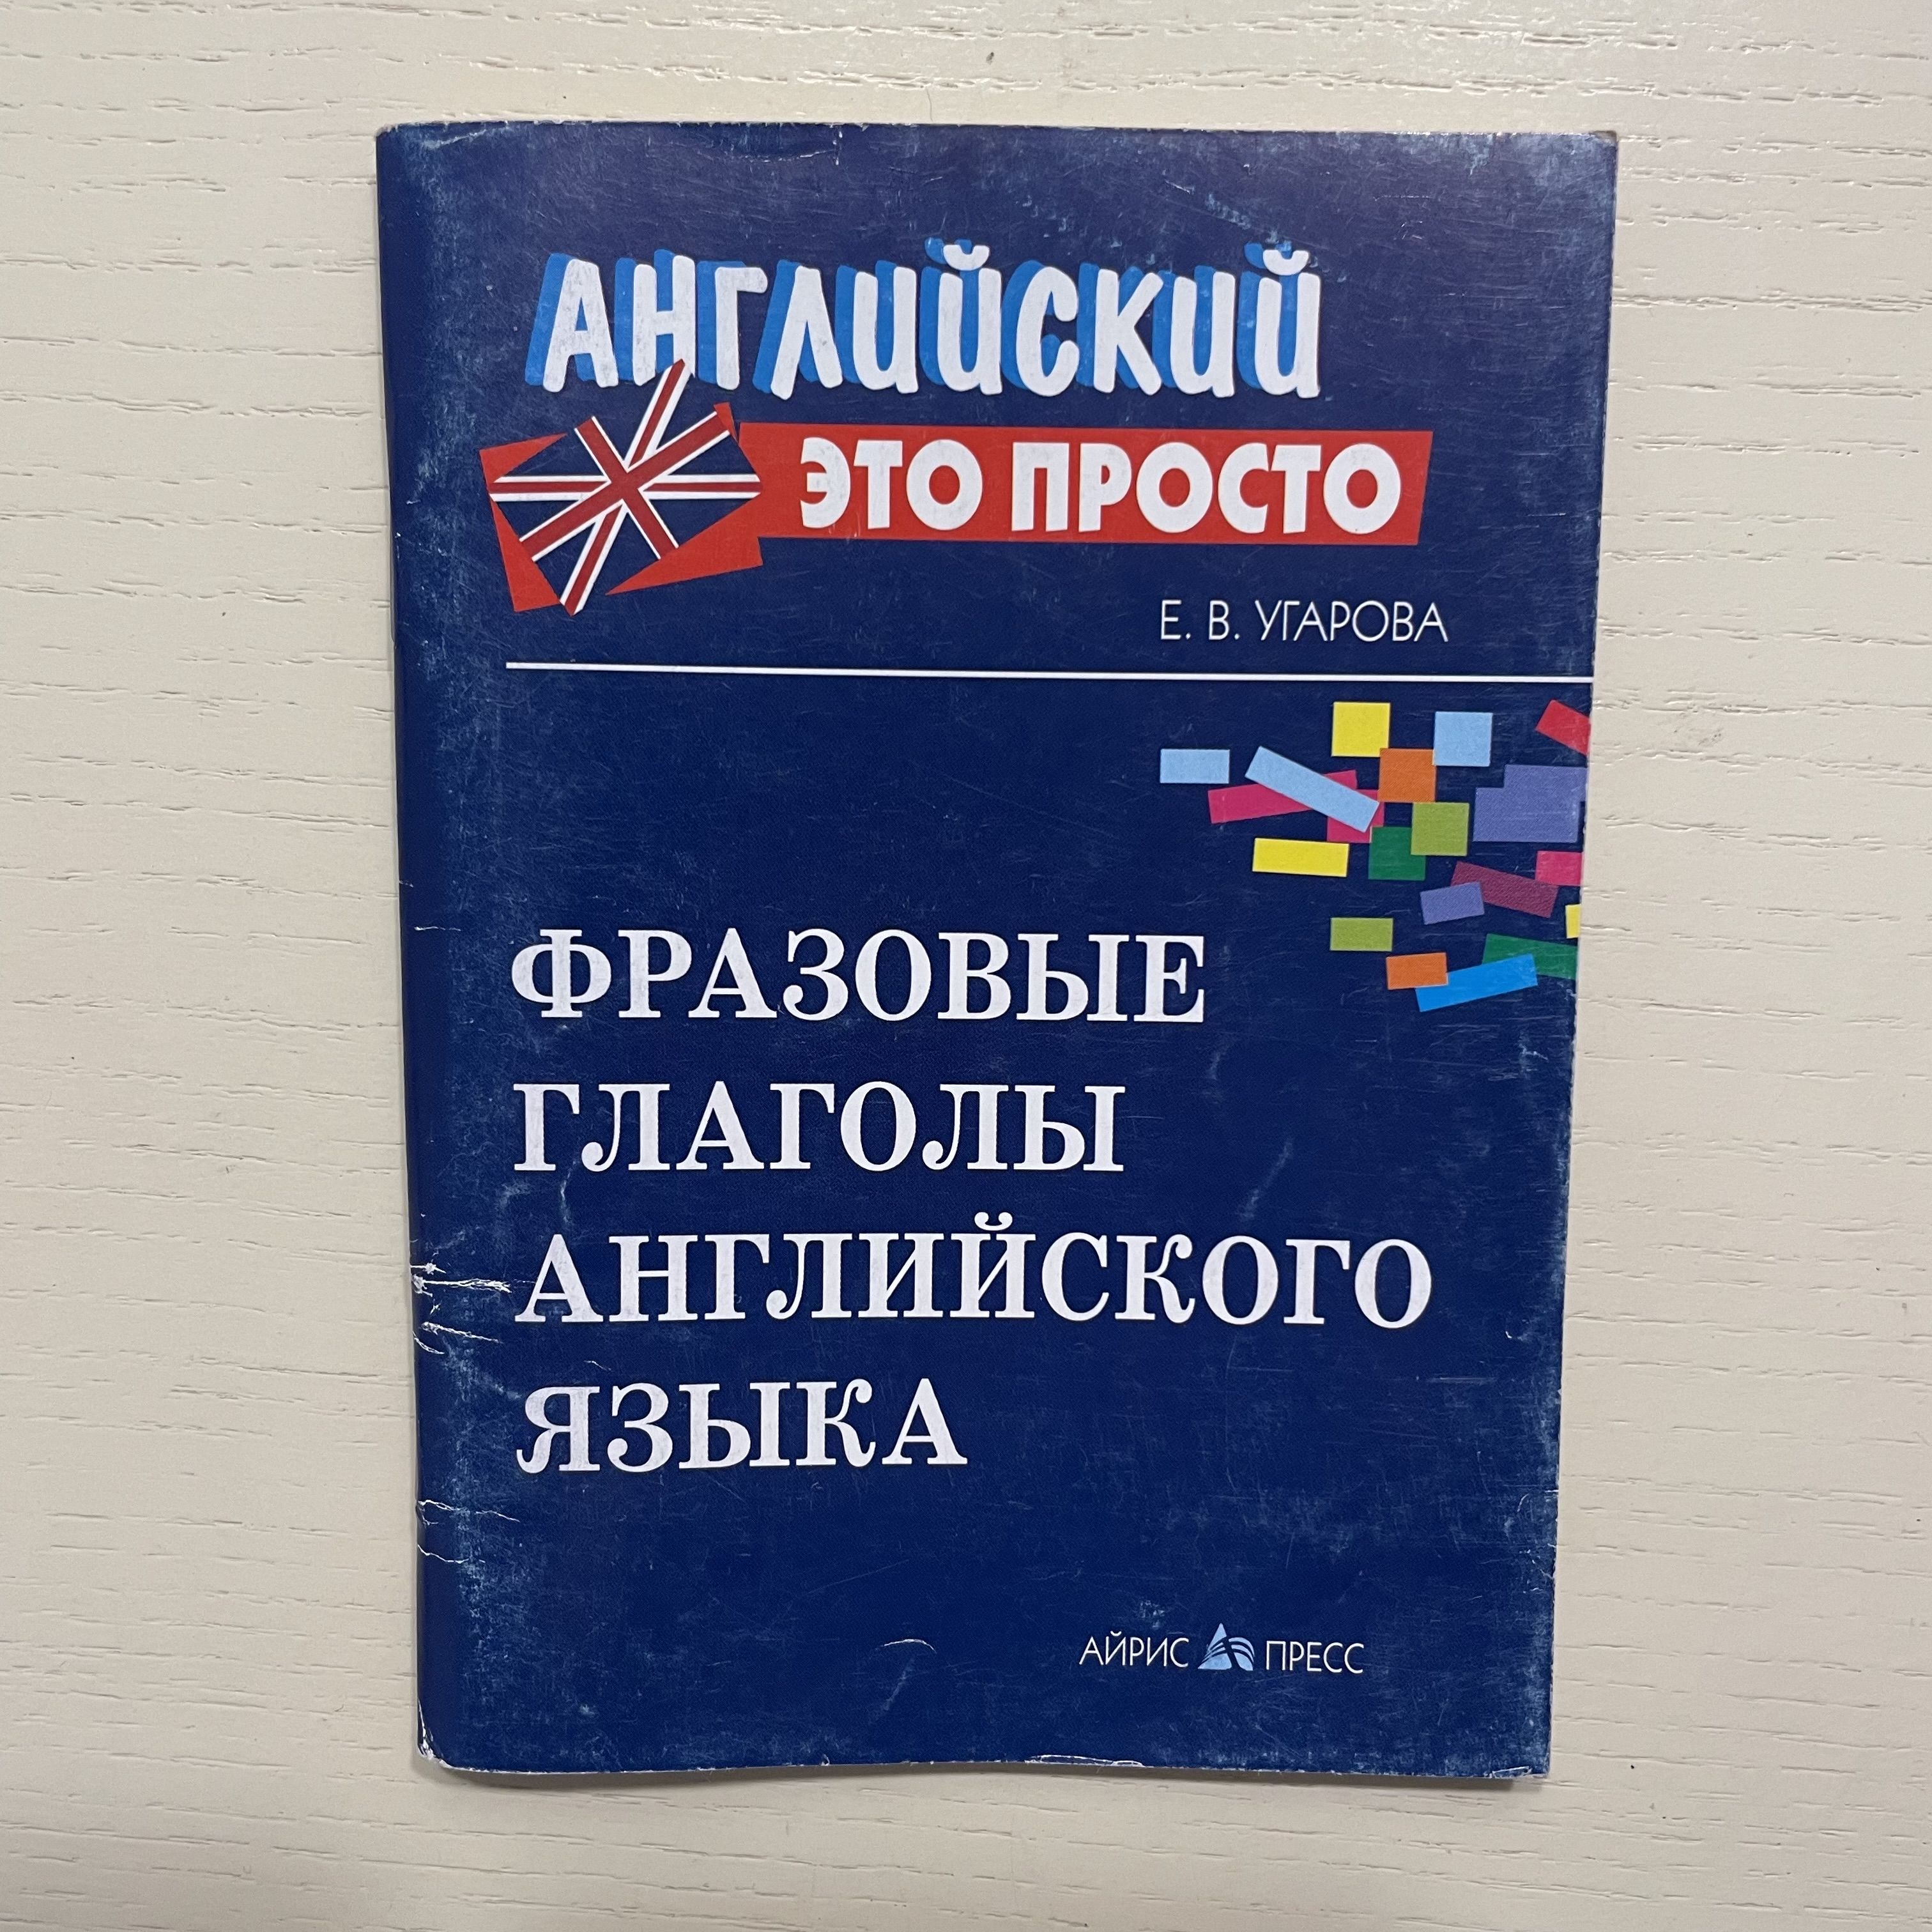 АНГЛИЙСКИЙ
ЭТО ПРОСТО
Е. В. УГАРОВА
ФРАЗОВЫЕ
ГЛАГОЛЫ
АНГЛИЙСКОГО
ЯЗЫКА
АЙРИС ПРЕСС